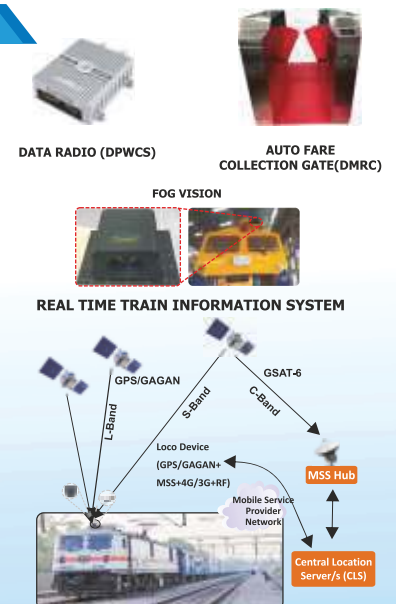 DATA RADIO (DPWCS)
AUTO FARE
COLLECTION GATE(DMRC)
FOG VISION
REAL TIME TRAIN INFORMATION SYSTEM
GPS/GAGAN
GSAT-6
L-Band
S-Band
C-Band
Loco Device
(GPS/GAGAN+
MSS+4G/3G+RF)
MSS Hub
Mobile Service
Provider
Network
Central Location
Server/s (CLS)